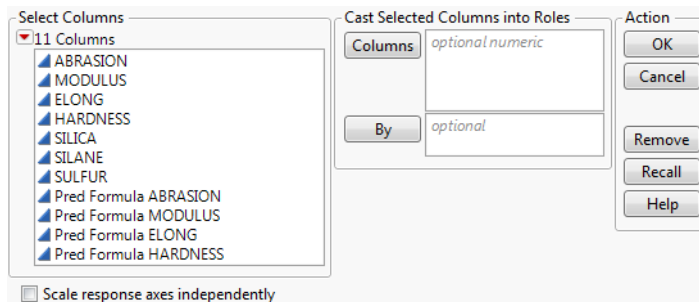 Select Columns
11 Columns
ABRASION
MODULUS
ELONG
HARDNESS
SILICA
SILANE
SULFUR
Pred Formula ABRASION
Pred Formula MODULUS
Pred Formula ELONG
Pred Formula HARDNESS
Scale response axes independently
Cast Selected Columns into Roles
Columns
optional numeric
By
optional
Action
OK
Cancel
Remove
Recall
Help